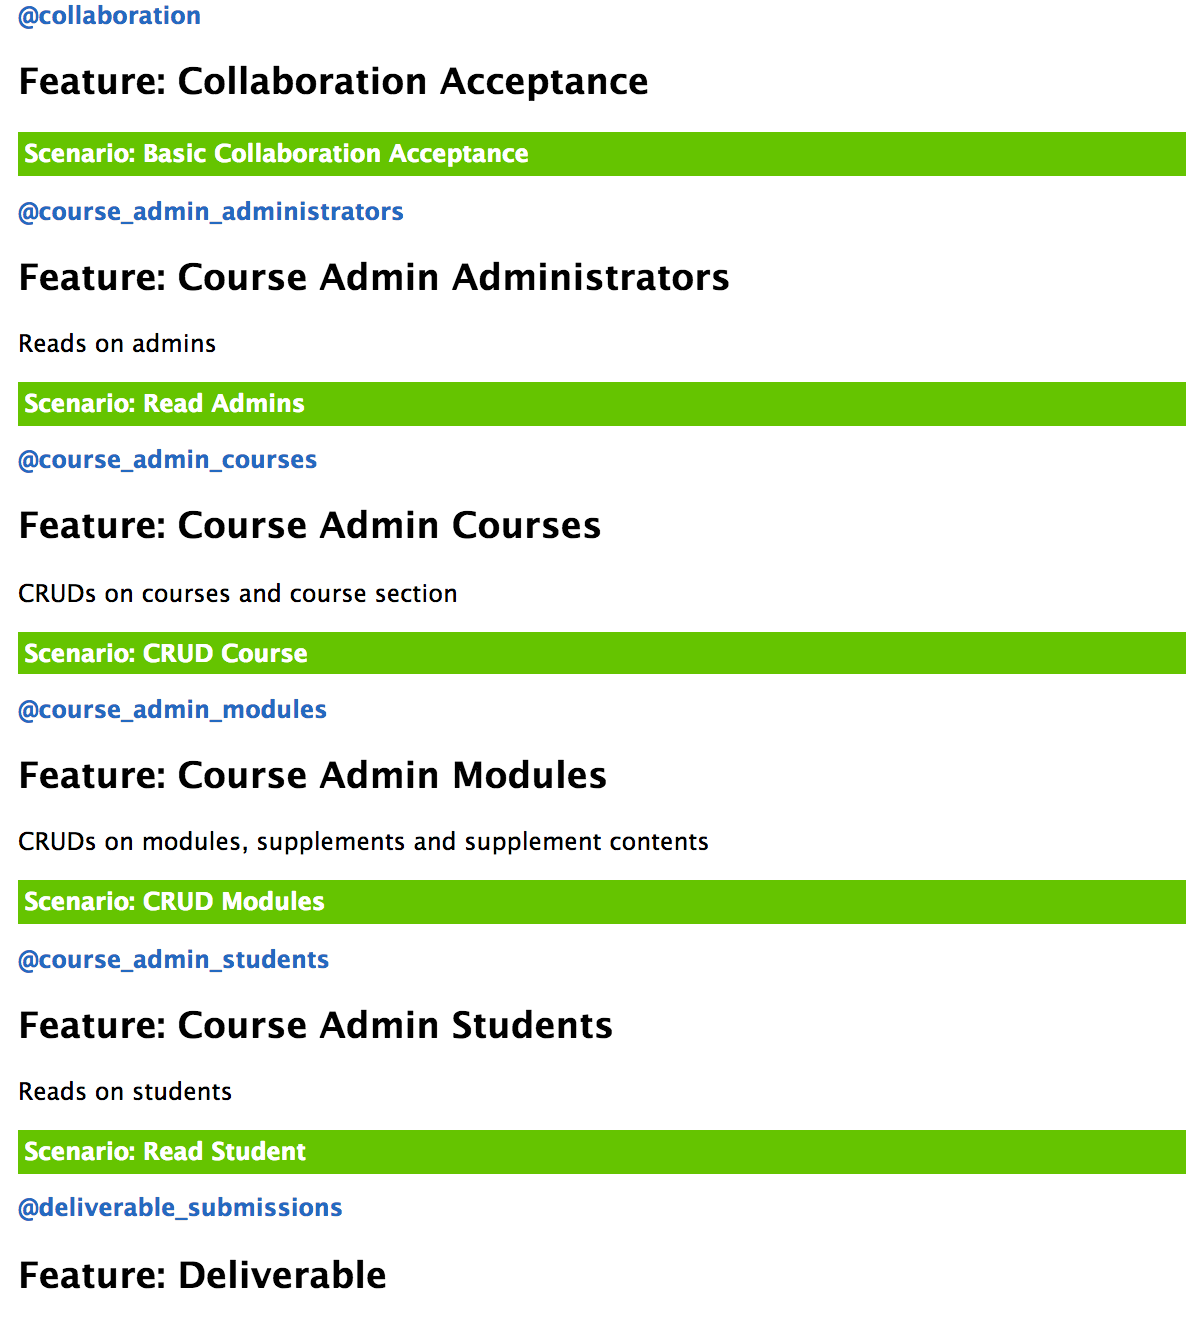 @collaboration
Feature: Collaboration Acceptance
Scenario: Basic Collaboration Acceptance
@course_admin_administrators
Feature: Course Admin Administrators
Reads on admins
Scenario: Read Admins
@course_admin_courses
Feature: Course Admin Courses
CRUDs on courses and course section
Scenario: CRUD Course
@course_admin_modules
Feature: Course Admin Modules
CRUDs on modules, supplements and supplement contents
Scenario: CRUD Modules
@course_admin_students
Feature: Course Admin Students
Reads on students
Scenario: Read Student
@deliverable_submissions
Feature: Deliverable